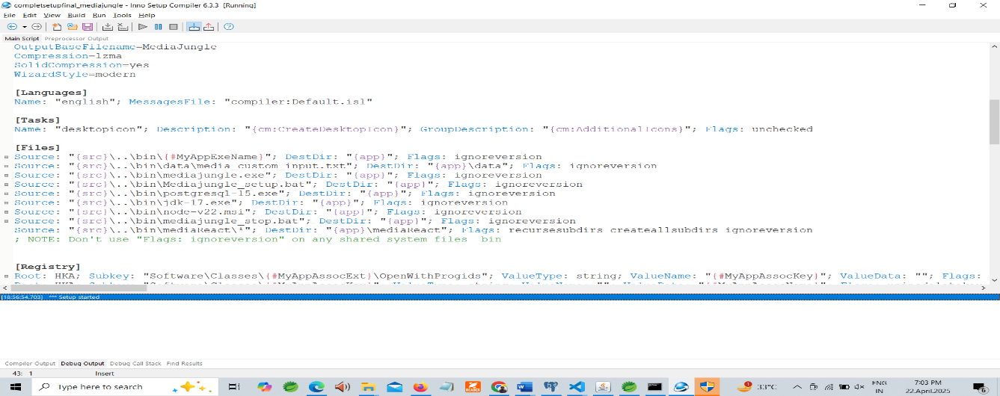 completsetupfinal_mediajungle - Inno Setup Compiler 6.3.3 [Running]
File Edit View Build Run Tools Help
Main Script Preprocessor Output
OutputBaseFilename=MediaJungle
Compression=lzma
SolidCompression=yes
WizardStyle=modern
[Languages]
Name: "english"; MessagesFile: "compiler:Default.isl"
[Tasks]
Name: "desktopicon"; Description: "{cm:CreateDesktopIcon}"; GroupDescription: "{cm:AdditionalIcons}"; Flags: unchecked
[Files]
Source: "{src}\..\bin\{#MyAppExeName}"; DestDir: "{app}"; Flags: ignoreversion
Source: "{src}\..\bin\data\media_custom_input.txt"; DestDir: "{app}\data"; Flags: ignoreversion
Source: "{src}\..\bin\mediajungle.exe"; DestDir: "{app}"; Flags: ignoreversion
Source: "{src}\..\bin\Mediajungle_setup.bat"; DestDir: "{app}"; Flags: ignoreversion
Source: "{src}\..\bin\postgresql-15.exe"; DestDir: "{app}"; Flags: ignoreversion
Source: "{src}\..\bin\jdk-17.exe"; DestDir: "{app}"; Flags: ignoreversion
Source: "{src}\..\bin\node-v22.msi"; DestDir: "{app}"; Flags: ignoreversion
Source: "{src}\..\bin\mediajungle_stop.bat"; DestDir: "{app}"; Flags: ignoreversion
Source: "{src}\..\bin\mediaReact\*"; DestDir: "{app}\mediaReact"; Flags: recursesubdirs createallsubdirs ignoreversion
; NOTE: Don't use "Flags: ignoreversion" on any shared system files  bin
[Registry]
Root: HKA; Subkey: "Software\Classes\{#MyAppAssocExt}\OpenWithProgids"; ValueType: string; ValueName: "{#MyAppAssocKey}"; ValueData: ""; Flags:
[18:56:54.703] *** Setup started
Compiler Output Debug Output Debug Call Stack Find Results
43: 1 Insert
Type here to search
33°C
ENG
IN
7:03 PM
22.April.2025